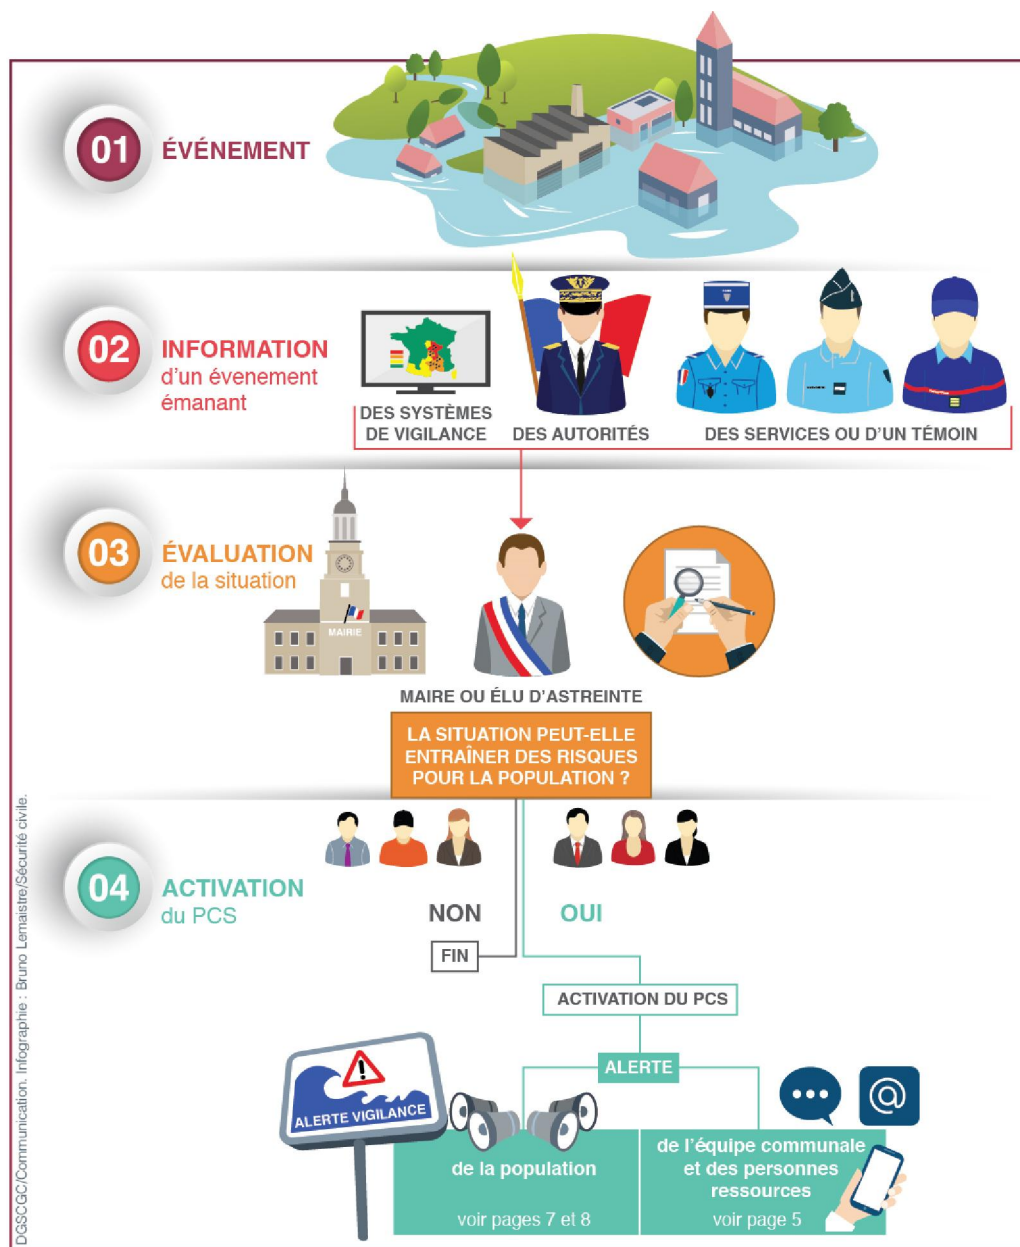 01
ÉVÉNEMENT
02
INFORMATION
d'un évenement
émanant
DES SYSTÈMES
DE VIGILANCE
DES AUTORITÉS
DES SERVICES OU D'UN TÉMOIN
03
ÉVALUATION
de la situation
MAIRIE
MAIRE OU ÉLU D'ASTREINTE
LA SITUATION PEUT-ELLE
ENTRAÎNER DES RISQUES
POUR LA POPULATION ?
04
ACTIVATION
du PCS
NON
OUI
FIN
ACTIVATION DU PCS
ALERTE
ALERTE VIGILANCE
@
de la population
voir pages 7 et 8
de l'équipe communale
et des personnes
ressources
voir page 5
DGSCGC/Communication. Infographie : Bruno Lemaistre/Sécurité civile.